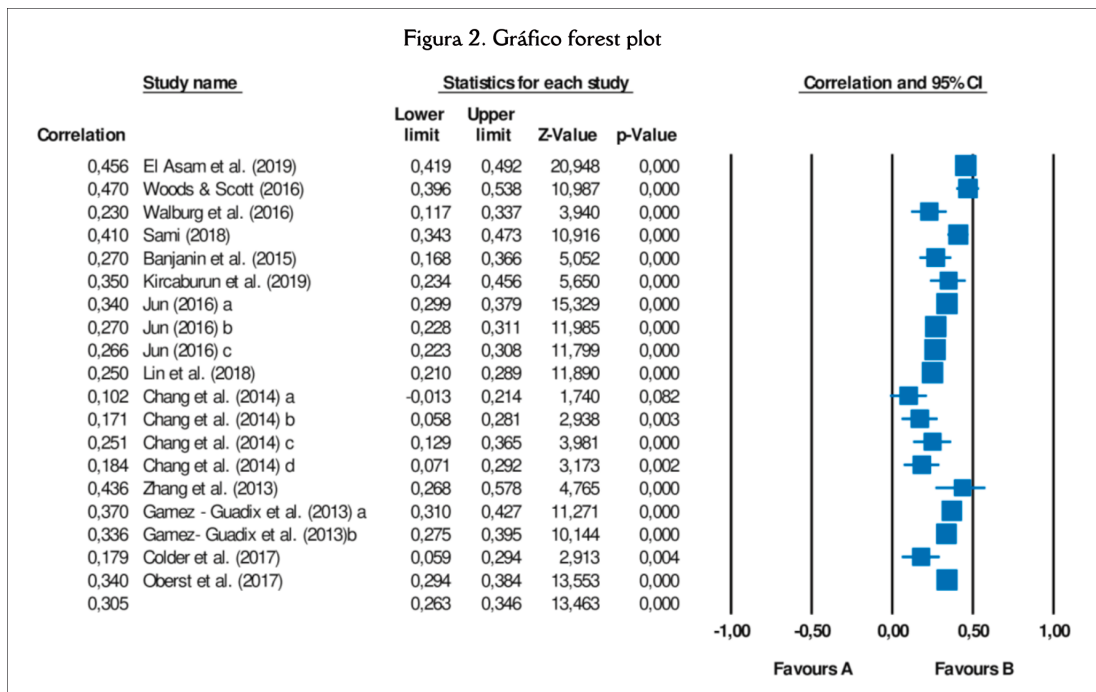 Figura 2. Gráfico forest plot
Study name Statistics for each study Correlation and 95% CI
Correlation Lower limit Upper limit Z-Value p-Value
0,456 El Asam et al. (2019) 0,419 0,492 20,948 0,000
0,470 Woods & Scott (2016) 0,396 0,538 10,987 0,000
0,230 Walburg et al. (2016) 0,117 0,337 3,940 0,000
0,410 Sami (2018) 0,343 0,473 10,916 0,000
0,270 Banjanin et al. (2015) 0,168 0,366 5,052 0,000
0,350 Kircaburun et al. (2019) 0,234 0,456 5,650 0,000
0,340 Jun (2016) a 0,299 0,379 15,329 0,000
0,270 Jun (2016) b 0,228 0,311 11,985 0,000
0,266 Jun (2016) c 0,223 0,308 11,799 0,000
0,250 Lin et al. (2018) 0,210 0,289 11,890 0,000
0,102 Chang et al. (2014) a -0,013 0,214 1,740 0,082
0,171 Chang et al. (2014) b 0,058 0,281 2,938 0,003
0,251 Chang et al. (2014) c 0,129 0,365 3,981 0,000
0,184 Chang et al. (2014) d 0,071 0,292 3,173 0,002
0,436 Zhang et al. (2013) 0,268 0,578 4,765 0,000
0,370 Gamez - Guadix et al. (2013) a 0,310 0,427 11,271 0,000
0,336 Gamez- Guadix et al. (2013)b 0,275 0,395 10,144 0,000
0,179 Colder et al. (2017) 0,059 0,294 2,913 0,004
0,340 Oberst et al. (2017) 0,294 0,384 13,553 0,000
0,305 0,263 0,346 13,463 0,000
-1,00 -0,50 0,00 0,50 1,00
Favours A Favours B